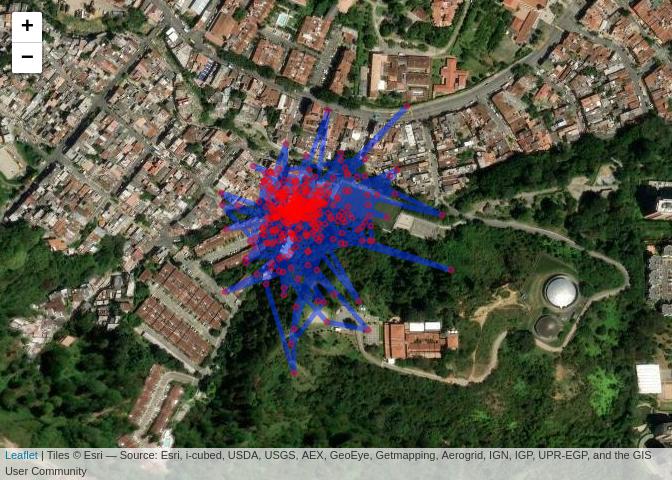 +
−
Leaflet | Tiles © Esri — Source: Esri, i-cubed, USDA, USGS, AEX, GeoEye, Getmapping, Aerogrid, IGN, IGP, UPR-EGP, and the GIS
User Community